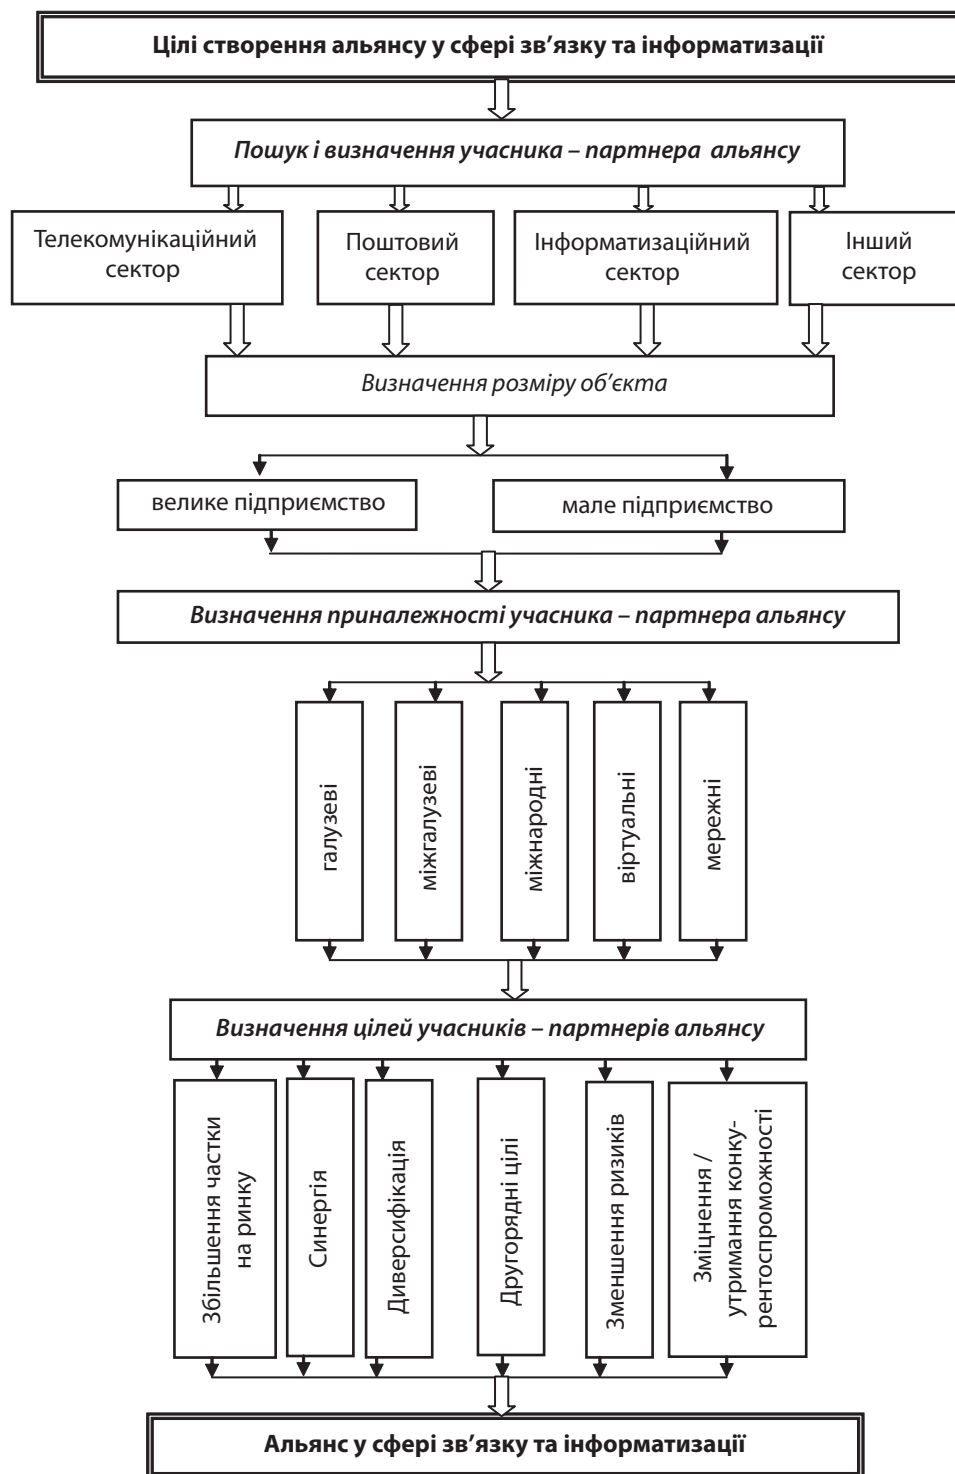 Цілі створення альянсу у сфері зв’язку та інформатизації
Пошук і визначення учасника – партнера альянсу
Телекомунікаційний
сектор
Поштовий
сектор
Інформатизаційний
сектор
Інший
сектор
Визначення розміру об’єкта
велике підприємство
мале підприємство
Визначення приналежності учасника – партнера альянсу
галузеві
міжгалузеві
міжнародні
віртуальні
мережні
Визначення цілей учасників – партнерів альянсу
Збільшення частки
на ринку
Синергія
Диверсифікація
Другорядні цілі
Зменшення ризиків
Зміцнення /
утримання конку-
рентоспроможності
Альянс у сфері зв’язку та інформатизації